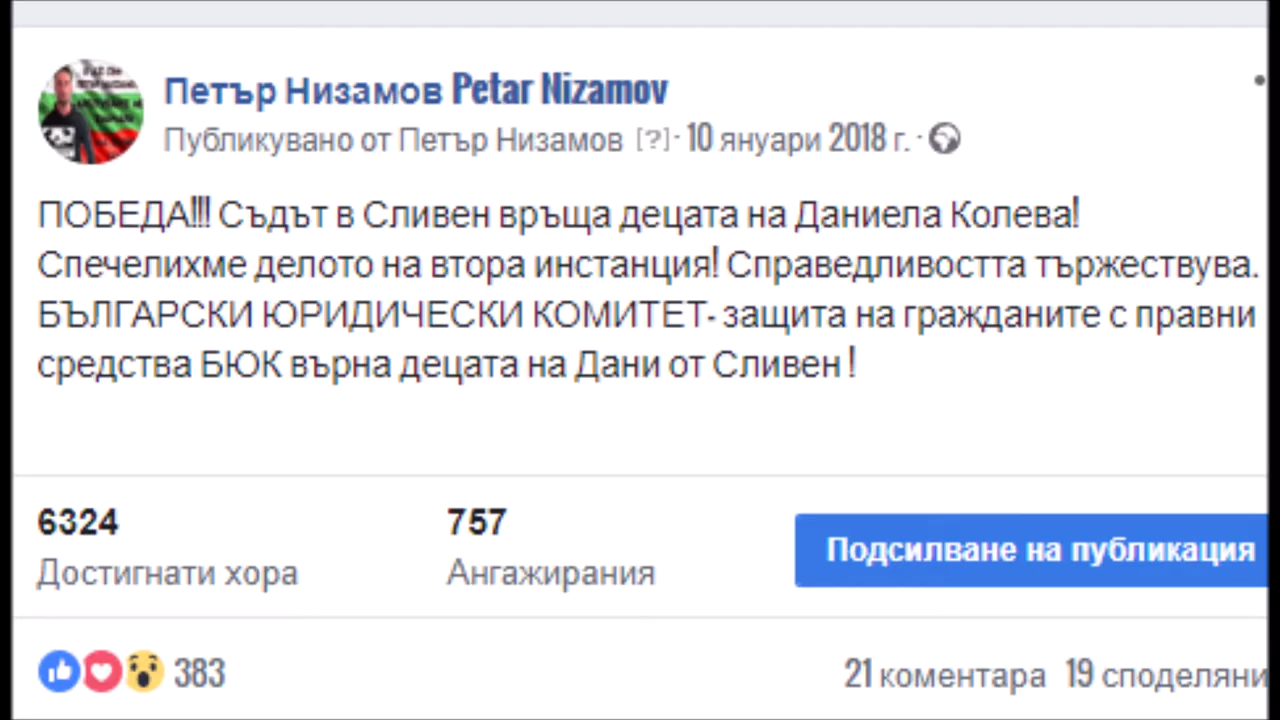 Петър Низамов Petar Nizamov
Публикувано от Петър Низамов [?]· 10 януари 2018 г. ·
ПОБЕДА!!! Съдът в Сливен връща децата на Даниела Колева!
Спечелихме делото на втора инстанция! Справедливостта тържествува.
БЪЛГАРСКИ ЮРИДИЧЕСКИ КОМИТЕТ- защита на гражданите с правни
средства БЮК върна децата на Дани от Сливен !
6324 757
Достигнати хора Ангажирания Подсилване на публикация
383 21 коментара 19 споделяни